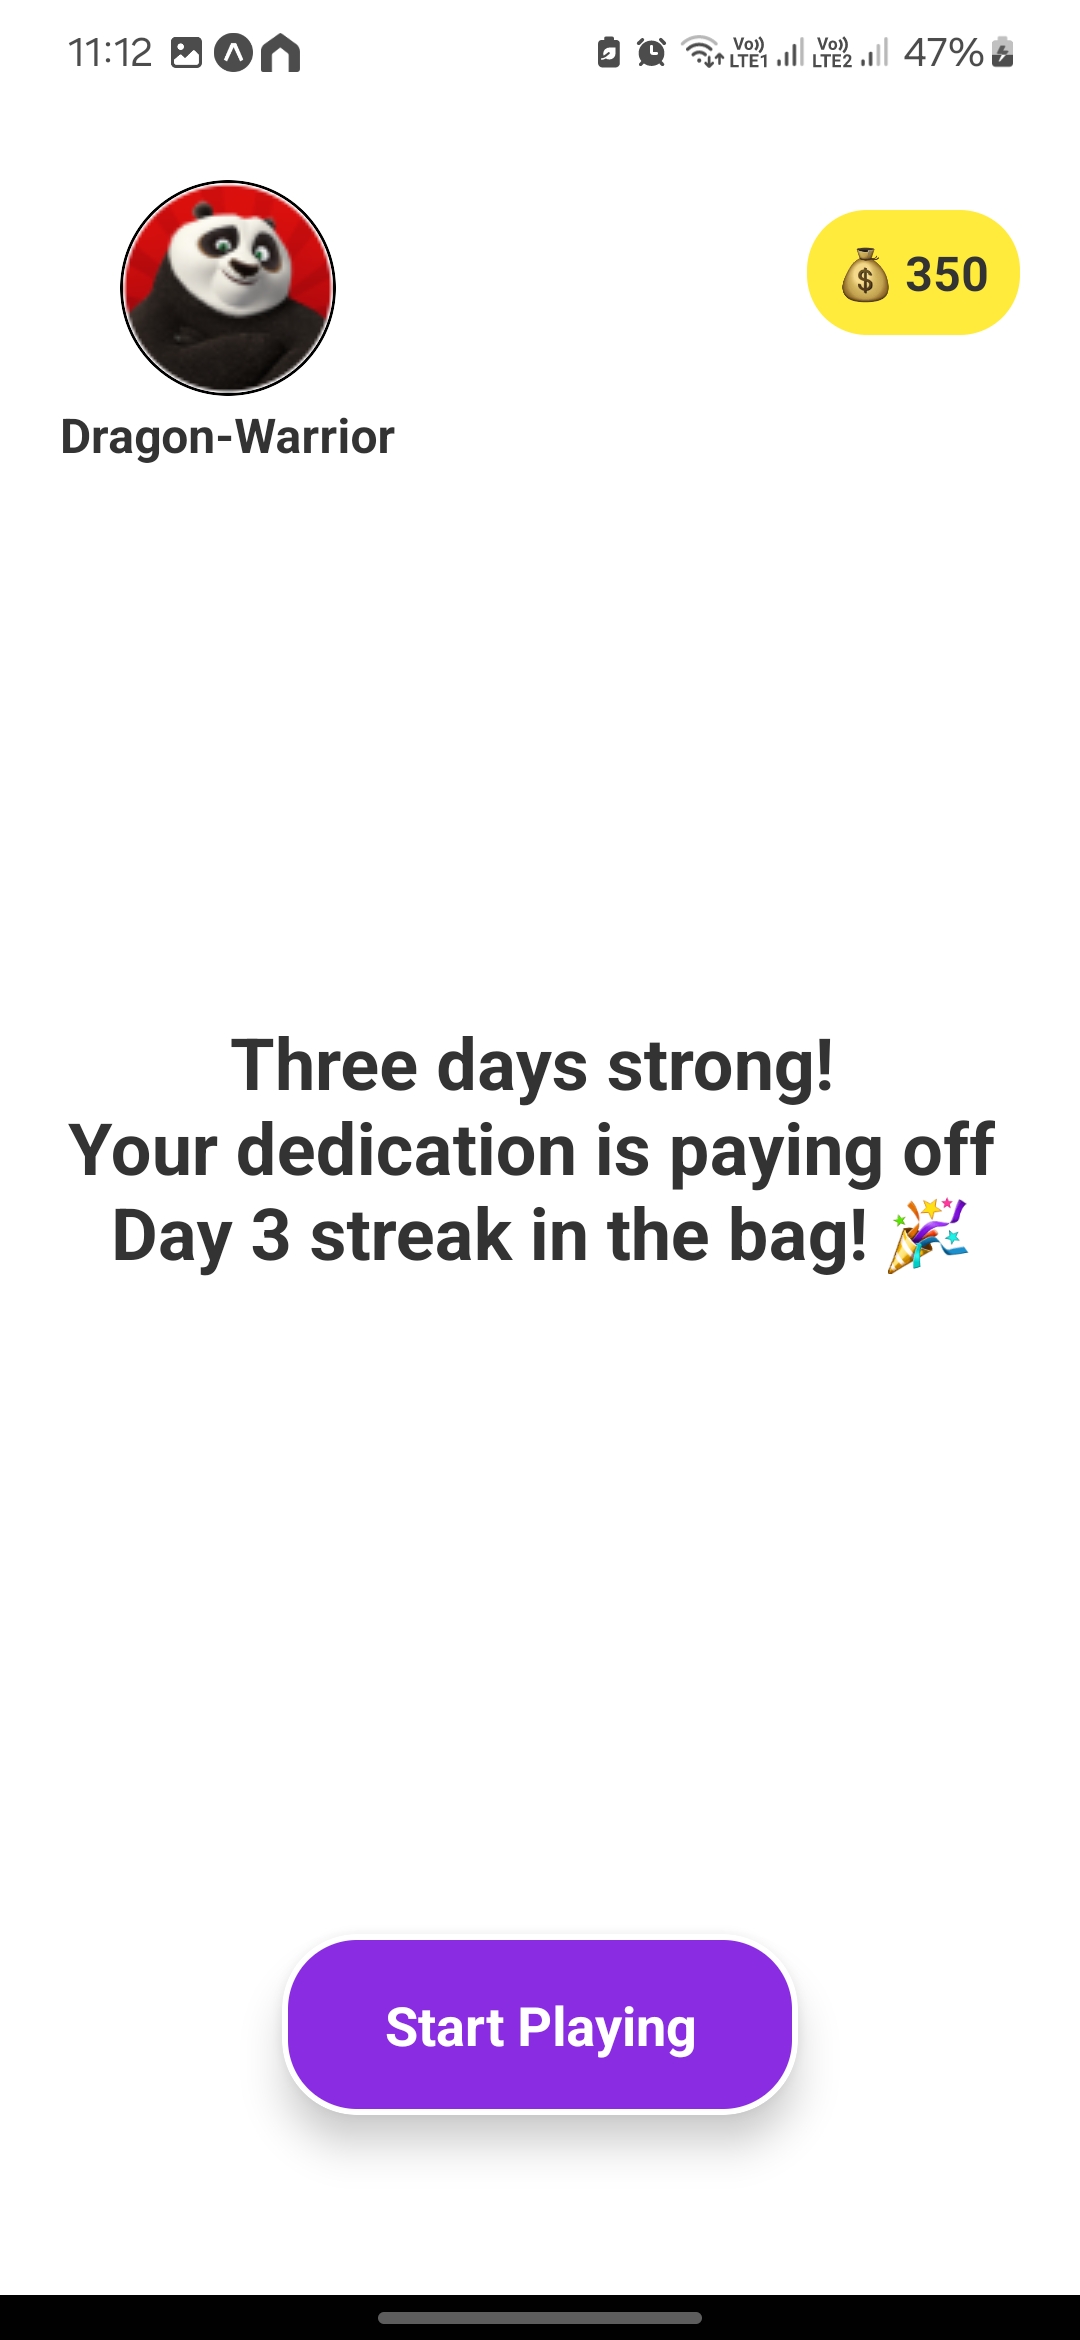 11:12
Vo)) LTE1 Vo)) LTE2 47%
💰 350
Dragon-Warrior
Three days strong!
Your dedication is paying off
Day 3 streak in the bag! 🎉
Start Playing